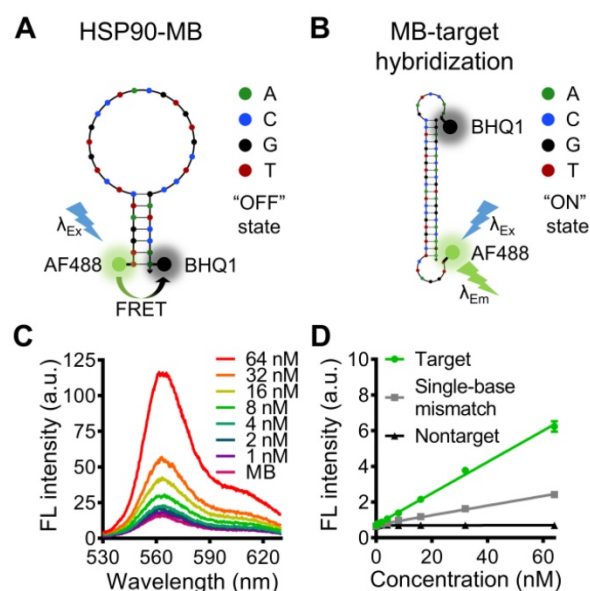 A
HSP90-MB
A
C
G
T
"OFF"
state
λEx
AF488
BHQ1
FRET
B
MB-target
hybridization
BHQ1
A
C
G
T
"ON"
state
λEx
AF488
λEm
C
FL intensity (a.u.)
125
100
75
50
25
0
530
560
590
620
Wavelength (nm)
64 nM
32 nM
16 nM
8 nM
4 nM
2 nM
1 nM
MB
D
FL intensity (a.u.)
10
8
6
4
2
0
0
20
40
60
Concentration (nM)
Target
Single-base
mismatch
Nontarget